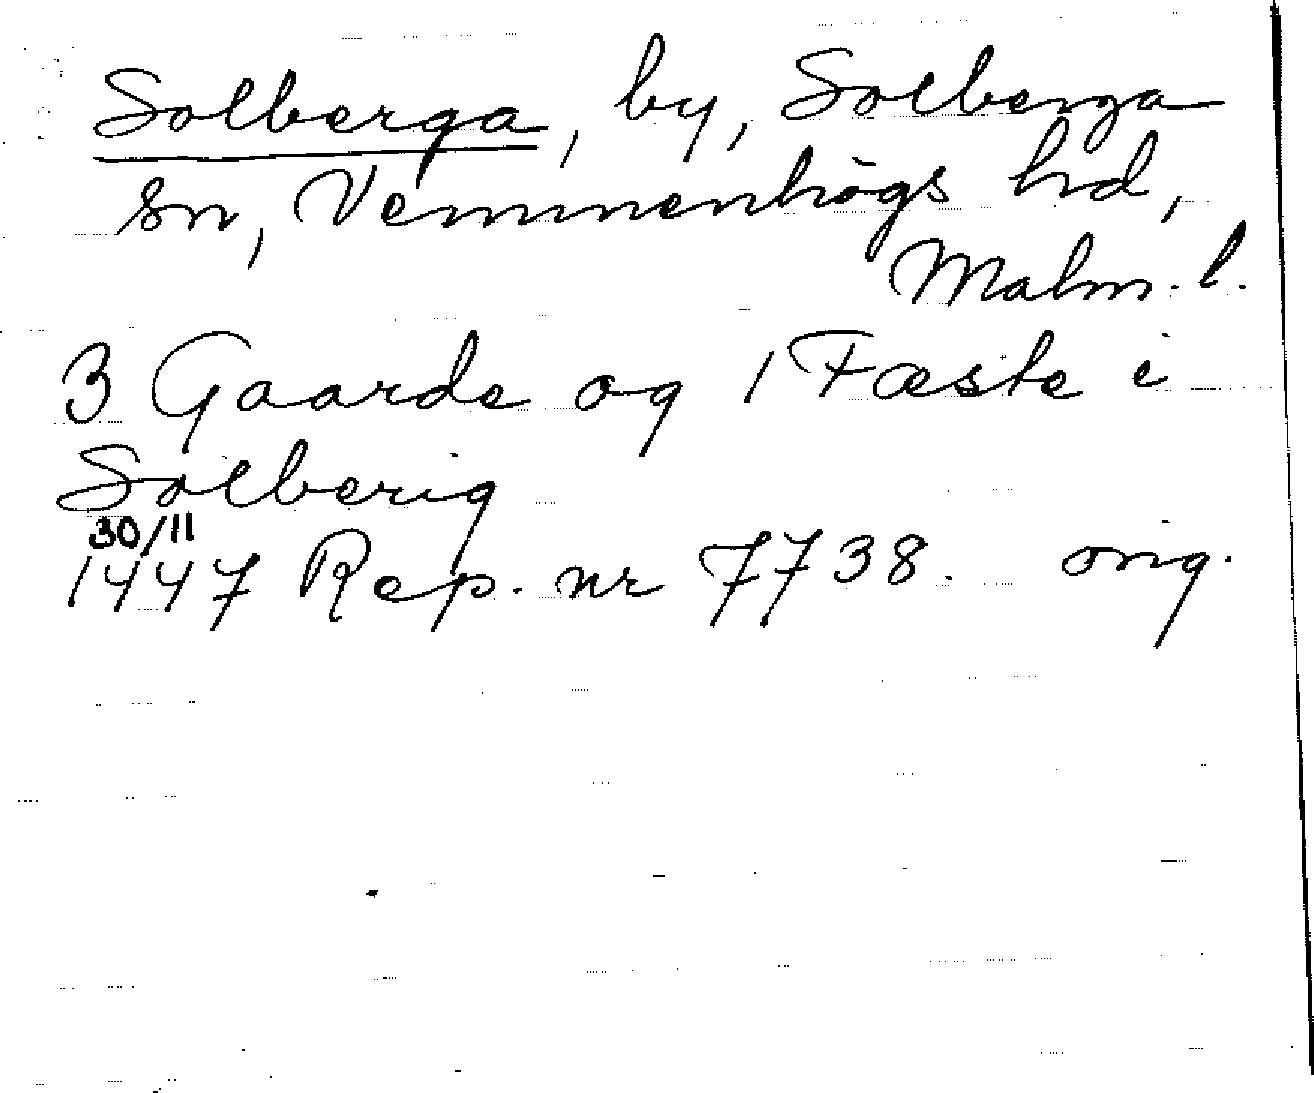 Solberga, by, Solberga
sn, Vemmenhögs hd,
Malm. l.
3 Gaarde og 1 Fæste i
Solberig
30/11
1447 Rep. nr 7738. orig.